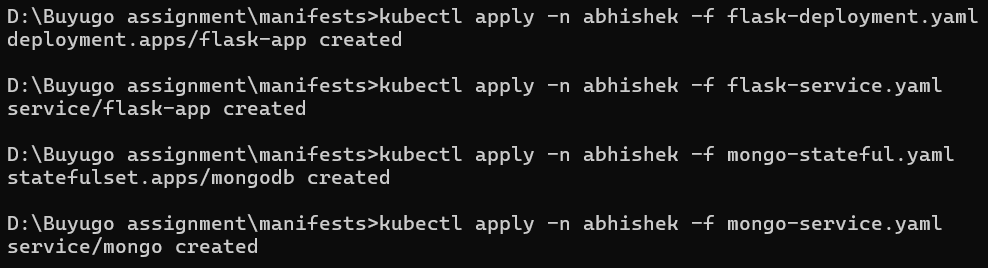 D:\Buyugo assignment\manifests>kubectl apply -n abhishek -f flask-deployment.yaml
deployment.apps/flask-app created
D:\Buyugo assignment\manifests>kubectl apply -n abhishek -f flask-service.yaml
service/flask-app created
D:\Buyugo assignment\manifests>kubectl apply -n abhishek -f mongo-stateful.yaml
statefulset.apps/mongodb created
D:\Buyugo assignment\manifests>kubectl apply -n abhishek -f mongo-service.yaml
service/mongo created